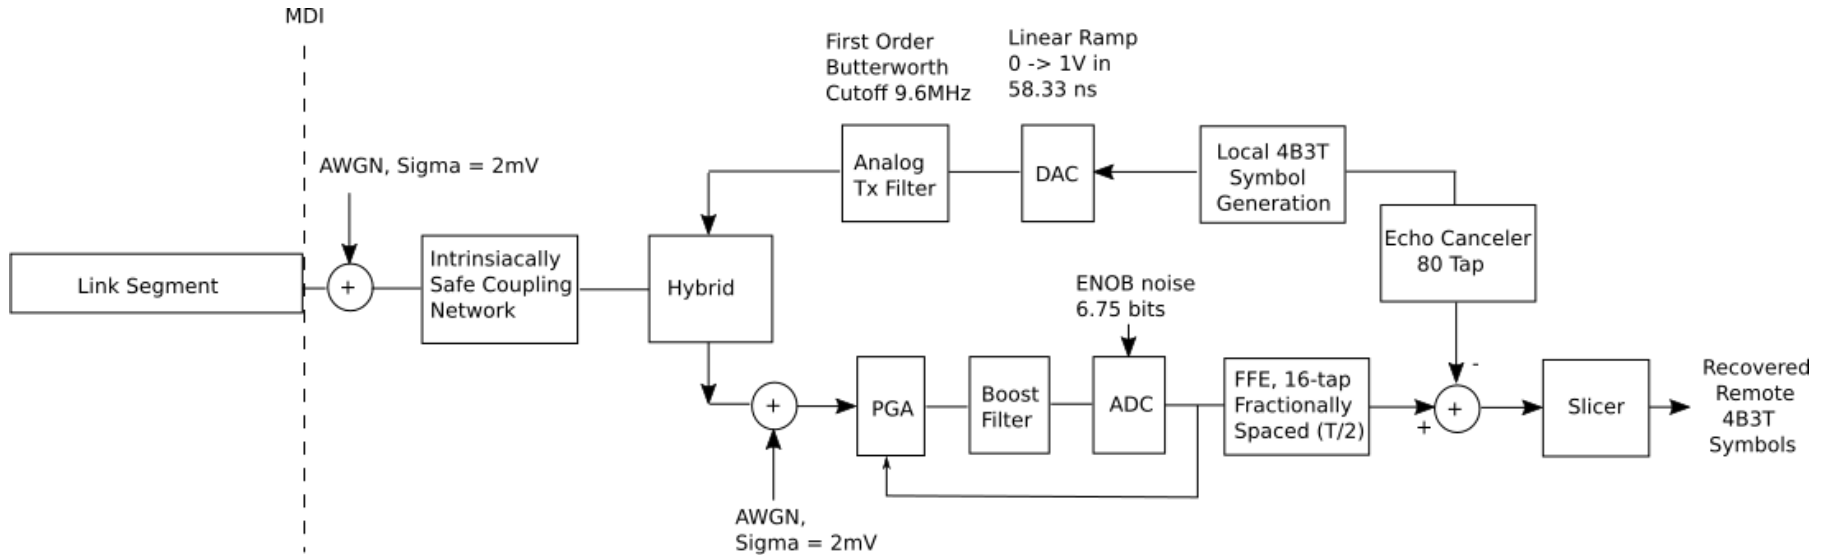 MDI
First Order
Butterworth
Cutoff 9.6MHz
Linear Ramp
0 -> 1V in
58.33 ns
AWGN, Sigma = 2mV
Analog
Tx Filter
DAC
Local 4B3T
Symbol
Generation
Link Segment
+
Intrinsiacally
Safe Coupling
Network
Hybrid
Echo Canceler
80 Tap
ENOB noise
6.75 bits
+
PGA
Boost
Filter
ADC
FFE, 16-tap
Fractionally
Spaced (T/2)
-
+
+
Slicer
Recovered
Remote
4B3T
Symbols
AWGN,
Sigma = 2mV